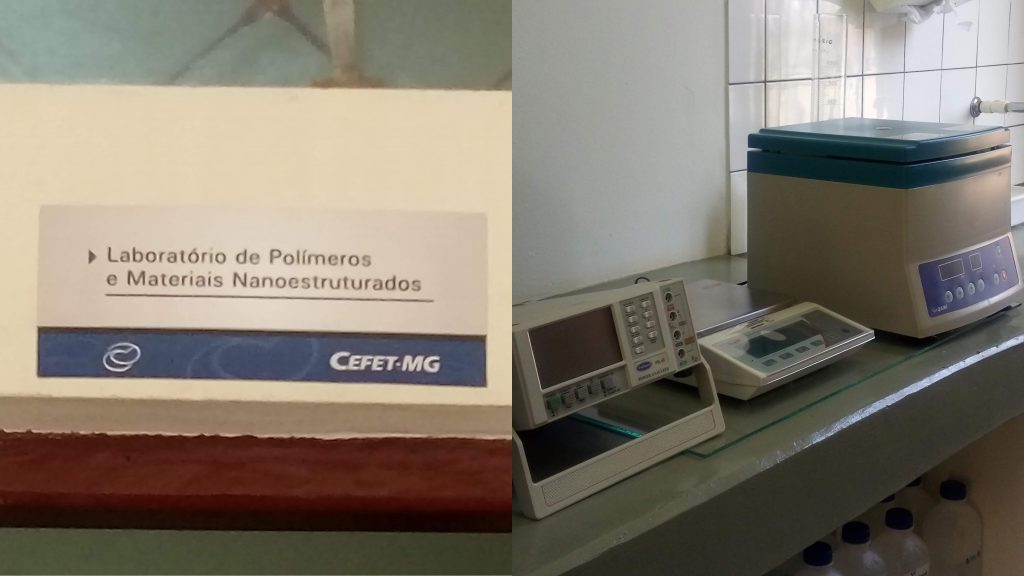 Laboratório de Polímeros
e Materiais Nanoestruturados
CEFET-MG